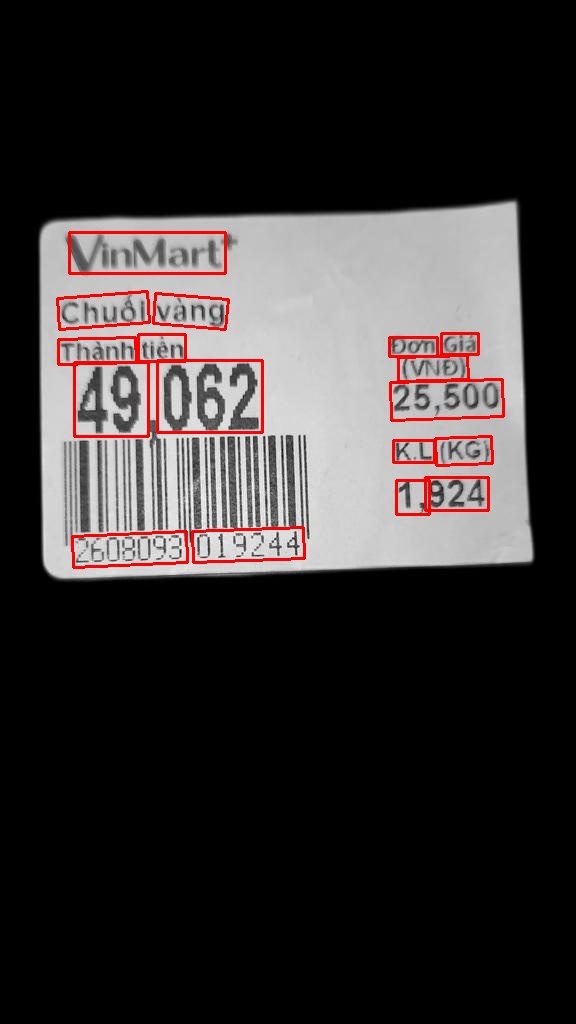 VinMart+
Chuối vàng
Thành tiền
49,062
2608093 019244
Đơn Giá
(VNĐ)
25,500
K.L (KG)
1,924